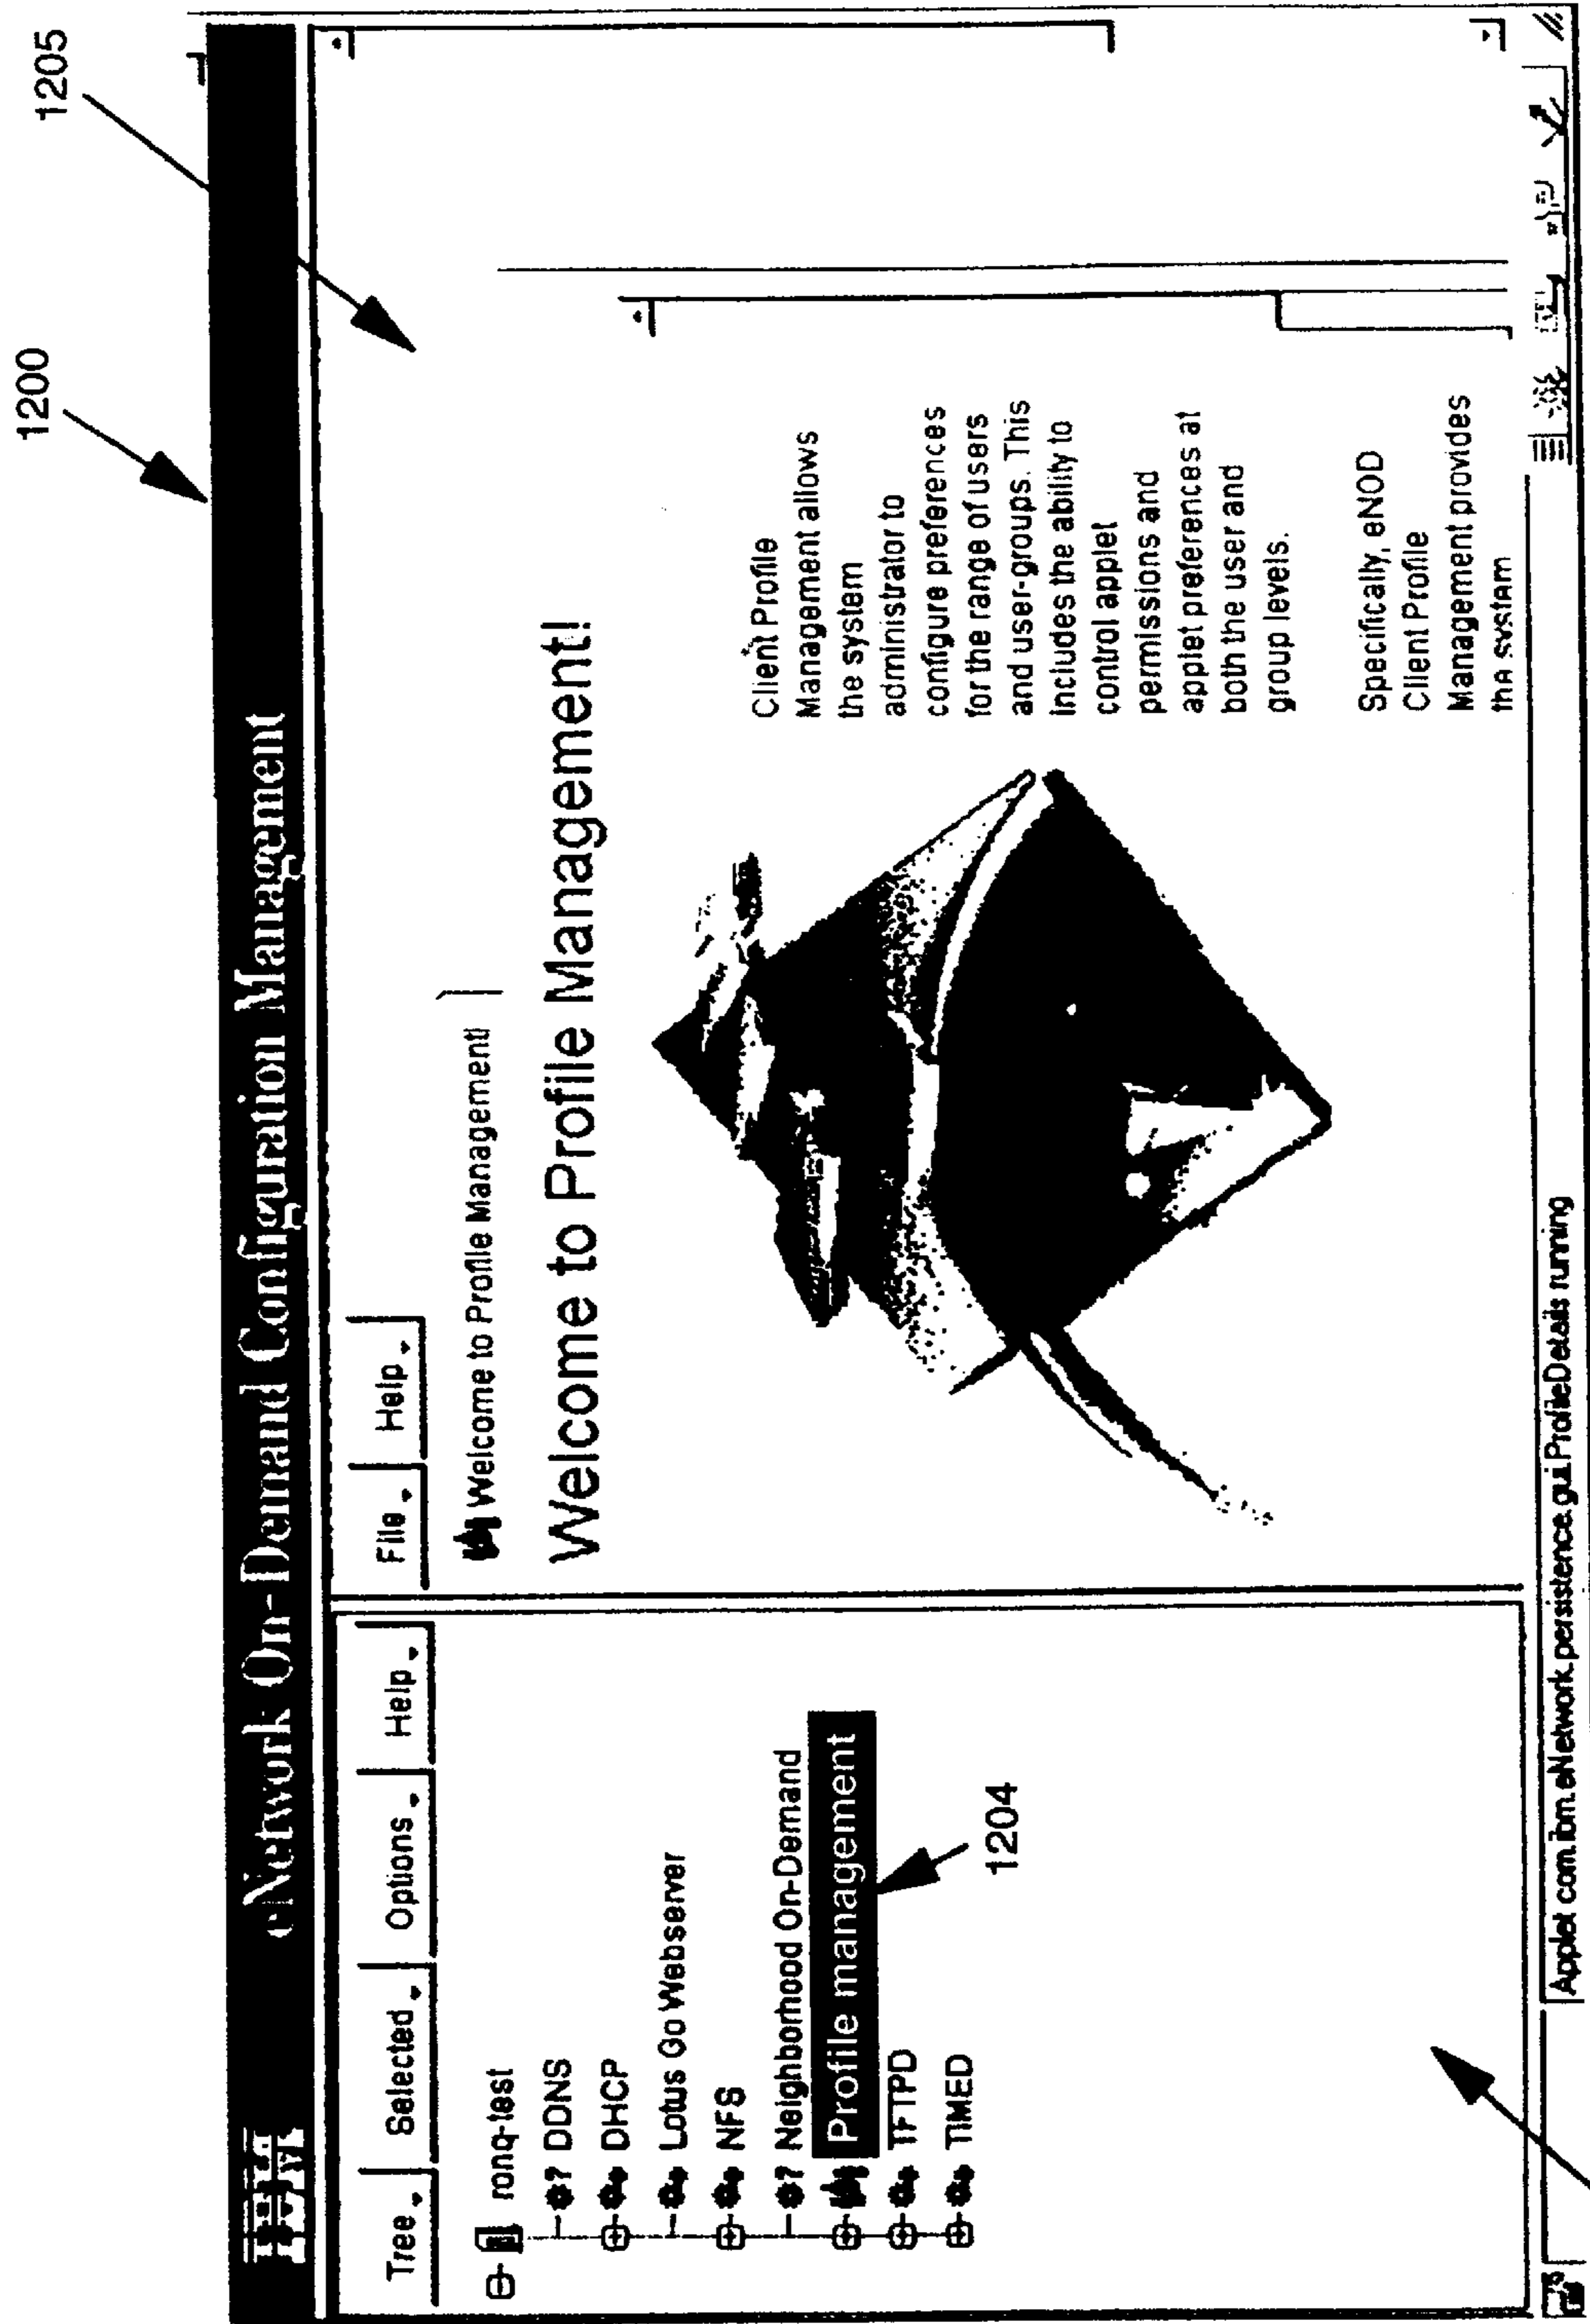 1200
1205
IBM eNetwork On-Demand Configuration Management
Tree Selected Options Help
ronq-test
? DDNS
DHCP
Lotus Go Webserver
NFS
? Neighborhood On-Demand
Profile management
TFTPD
TIMED
1204
File Help
Welcome to Profile Management!
Welcome to Profile Management!
Client Profile
Management allows
the system
administrator to
configure preferences
for the range of users
and user-groups. This
includes the ability to
control applet
permissions and
applet preferences at
both the user and
group levels.
Specifically, eNOD
Client Profile
Management provides
the system
Applet com.ibm.eNetwork.persistence.gui.ProfileDetails running